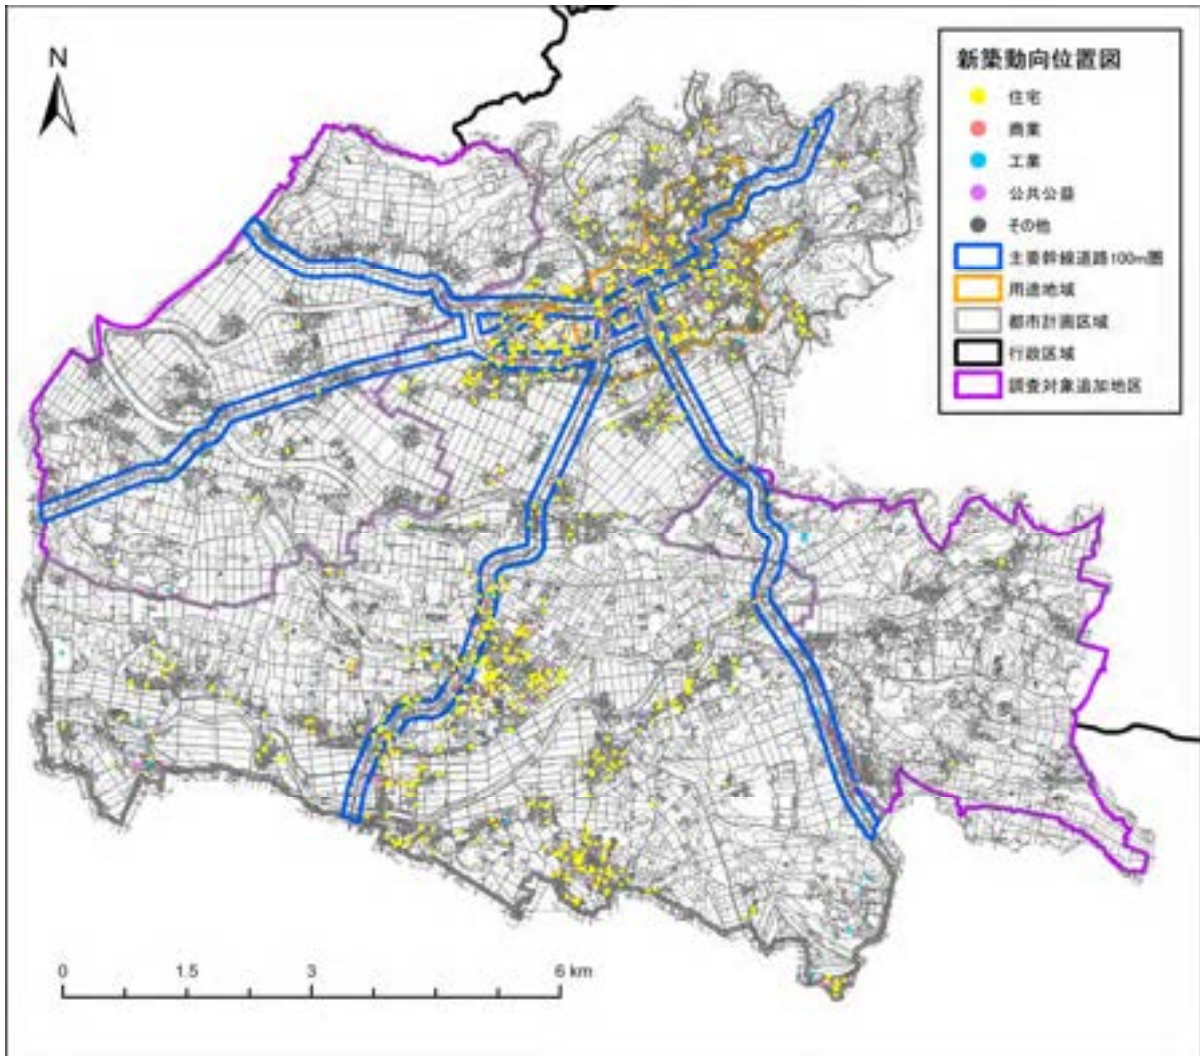 N
新築動向位置図
住宅
商業
工業
公共公益
その他
主要幹線道路100m圏
用途地域
都市計画区域
行政区域
調査対象追加地区
0 1.5 3 6 km